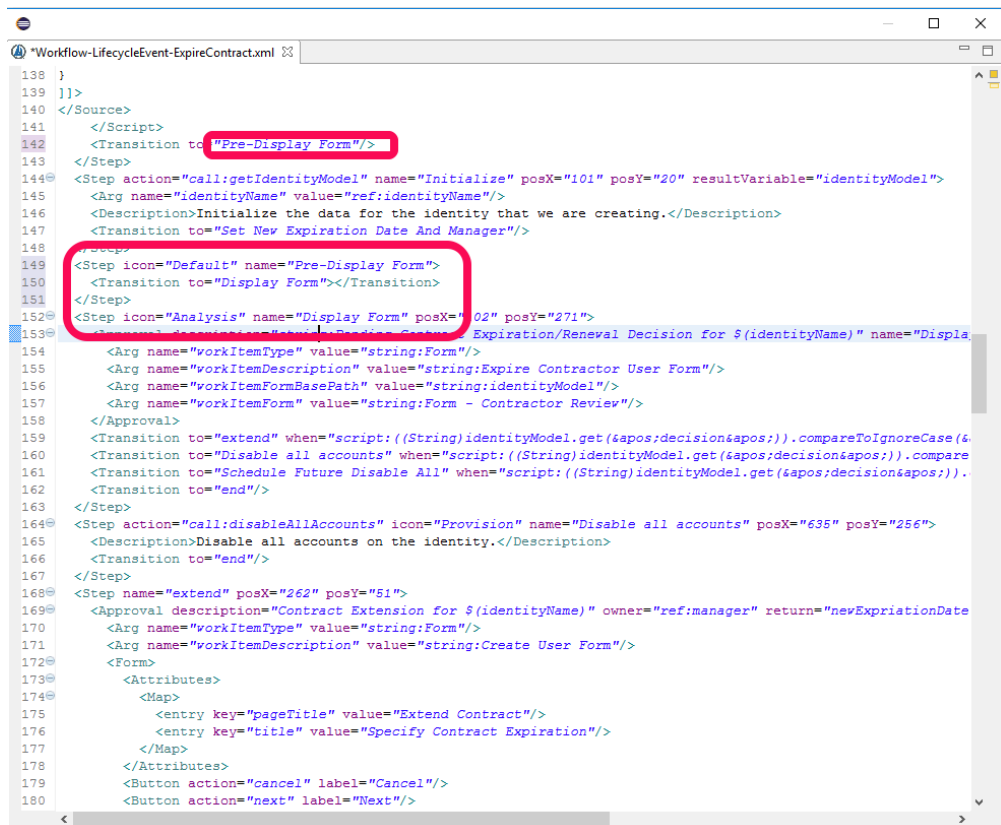 *Workflow-LifecycleEvent-ExpireContract.xml
138 }
139 ]]>
140 </Source>
141 </Script>
142 <Transition to="Pre-Display Form"/>
143 </Step>
144 <Step action="call:getIdentityModel" name="Initialize" posX="101" posY="20" resultVariable="identityModel">
145 <Arg name="identityName" value="ref:identityName"/>
146 <Description>Initialize the data for the identity that we are creating.</Description>
147 <Transition to="Set New Expiration Date And Manager"/>
148 </Step>
149 <Step icon="Default" name="Pre-Display Form">
150 <Transition to="Display Form"></Transition>
151 </Step>
152 <Step icon="Analysis" name="Display Form" posX="02" posY="271">
153 <Approval description="string:Pending Contract Expiration/Renewal Decision for $(identityName)" name="Displa
154 <Arg name="workItemType" value="string:Form"/>
155 <Arg name="workItemDescription" value="string:Expire Contractor User Form"/>
156 <Arg name="workItemFormBasePath" value="string:identityModel"/>
157 <Arg name="workItemForm" value="string:Form - Contractor Review"/>
158 </Approval>
159 <Transition to="extend" when="script:((String)identityModel.get(&apos;decision&apos;)).compareToIgnoreCase(&
160 <Transition to="Disable all accounts" when="script:((String)identityModel.get(&apos;decision&apos;)).compare
161 <Transition to="Schedule Future Disable All" when="script:((String)identityModel.get(&apos;decision&apos;)).
162 <Transition to="end"/>
163 </Step>
164 <Step action="call:disableAllAccounts" icon="Provision" name="Disable all accounts" posX="635" posY="256">
165 <Description>Disable all accounts on the identity.</Description>
166 <Transition to="end"/>
167 </Step>
168 <Step name="extend" posX="262" posY="51">
169 <Approval description="Contract Extension for $(identityName)" owner="ref:manager" return="newExpriationDate
170 <Arg name="workItemType" value="string:Form"/>
171 <Arg name="workItemDescription" value="string:Create User Form"/>
172 <Form>
173 <Attributes>
174 <Map>
175 <entry key="pageTitle" value="Extend Contract"/>
176 <entry key="title" value="Specify Contract Expiration"/>
177 </Map>
178 </Attributes>
179 <Button action="cancel" label="Cancel"/>
180 <Button action="next" label="Next"/>